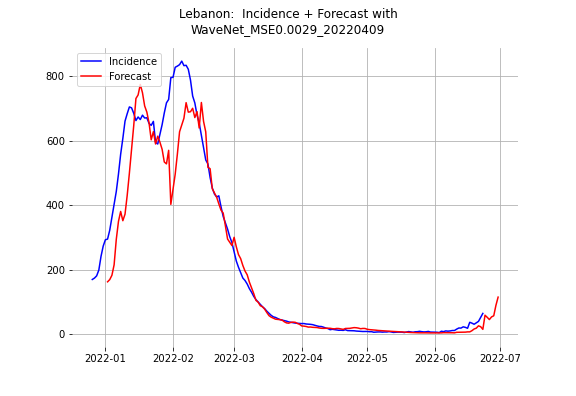 Lebanon:  Incidence + Forecast with
WaveNet_MSE0.0029_20220409
Incidence
Forecast
800
600
400
200
0
2022-01 2022-02 2022-03 2022-04 2022-05 2022-06 2022-07